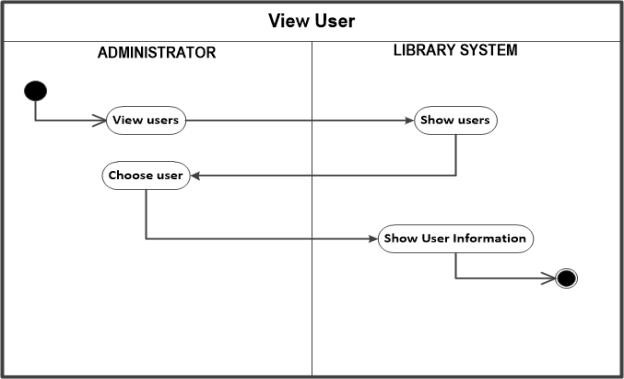 View User
ADMINISTRATOR
LIBRARY SYSTEM
View users
Show users
Choose user
Show User Information